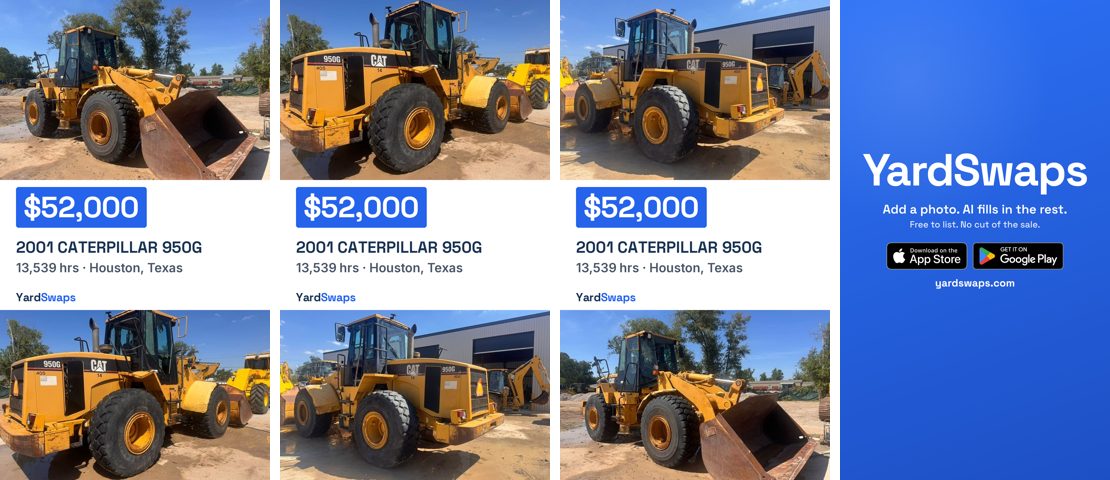 950G
CAT
950G
CAT
$52,000
2001 CATERPILLAR 950G
13,539 hrs · Houston, Texas
YardSwaps
$52,000
2001 CATERPILLAR 950G
13,539 hrs · Houston, Texas
YardSwaps
$52,000
2001 CATERPILLAR 950G
13,539 hrs · Houston, Texas
YardSwaps
950G
CAT
CAT
950G
YardSwaps
Add a photo. AI fills in the rest.
Free to list. No cut of the sale.
Download on the
App Store
GET IT ON
Google Play
yardswaps.com